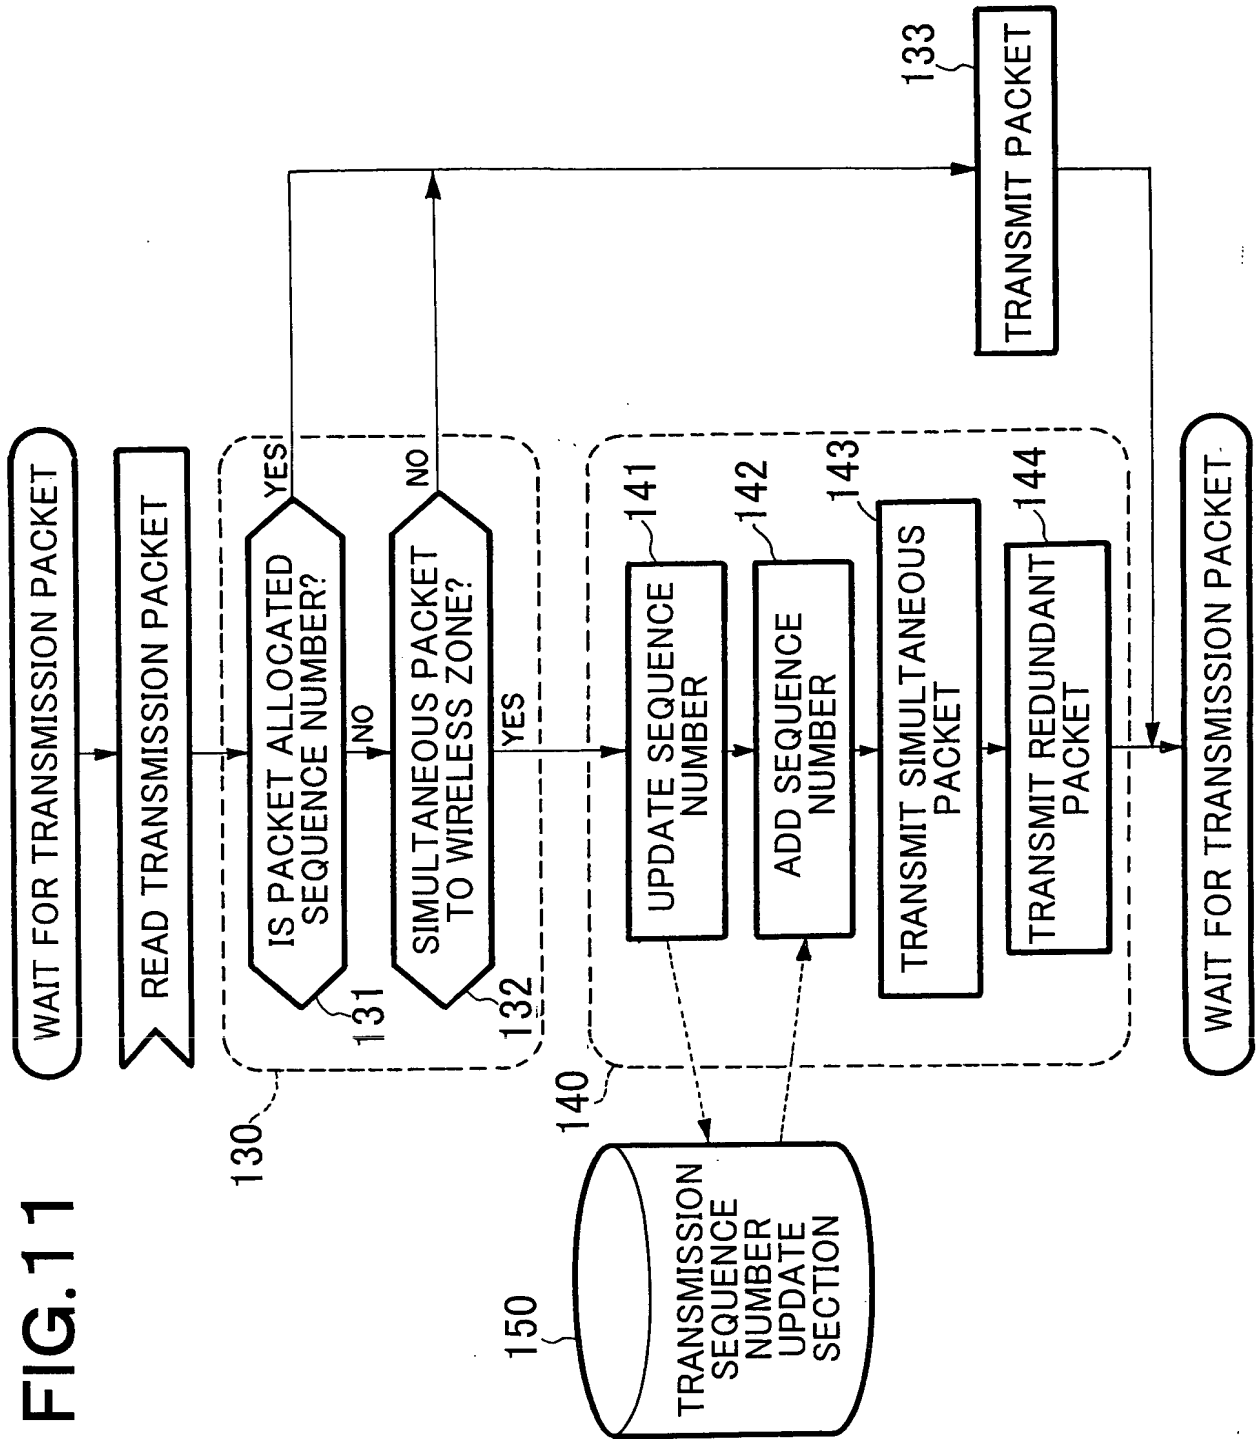 FIG.11
WAIT FOR TRANSMISSION PACKET
READ TRANSMISSION PACKET
130
IS PACKET ALLOCATED
SEQUENCE NUMBER?
YES
131
NO
SIMULTANEOUS PACKET
TO WIRELESS ZONE?
NO
132
YES
140
UPDATE SEQUENCE
NUMBER
141
ADD SEQUENCE
NUMBER
142
TRANSMIT SIMULTANEOUS
PACKET
143
TRANSMIT REDUNDANT
PACKET
144
150
TRANSMISSION
SEQUENCE
NUMBER
UPDATE
SECTION
133
TRANSMIT PACKET
WAIT FOR TRANSMISSION PACKET